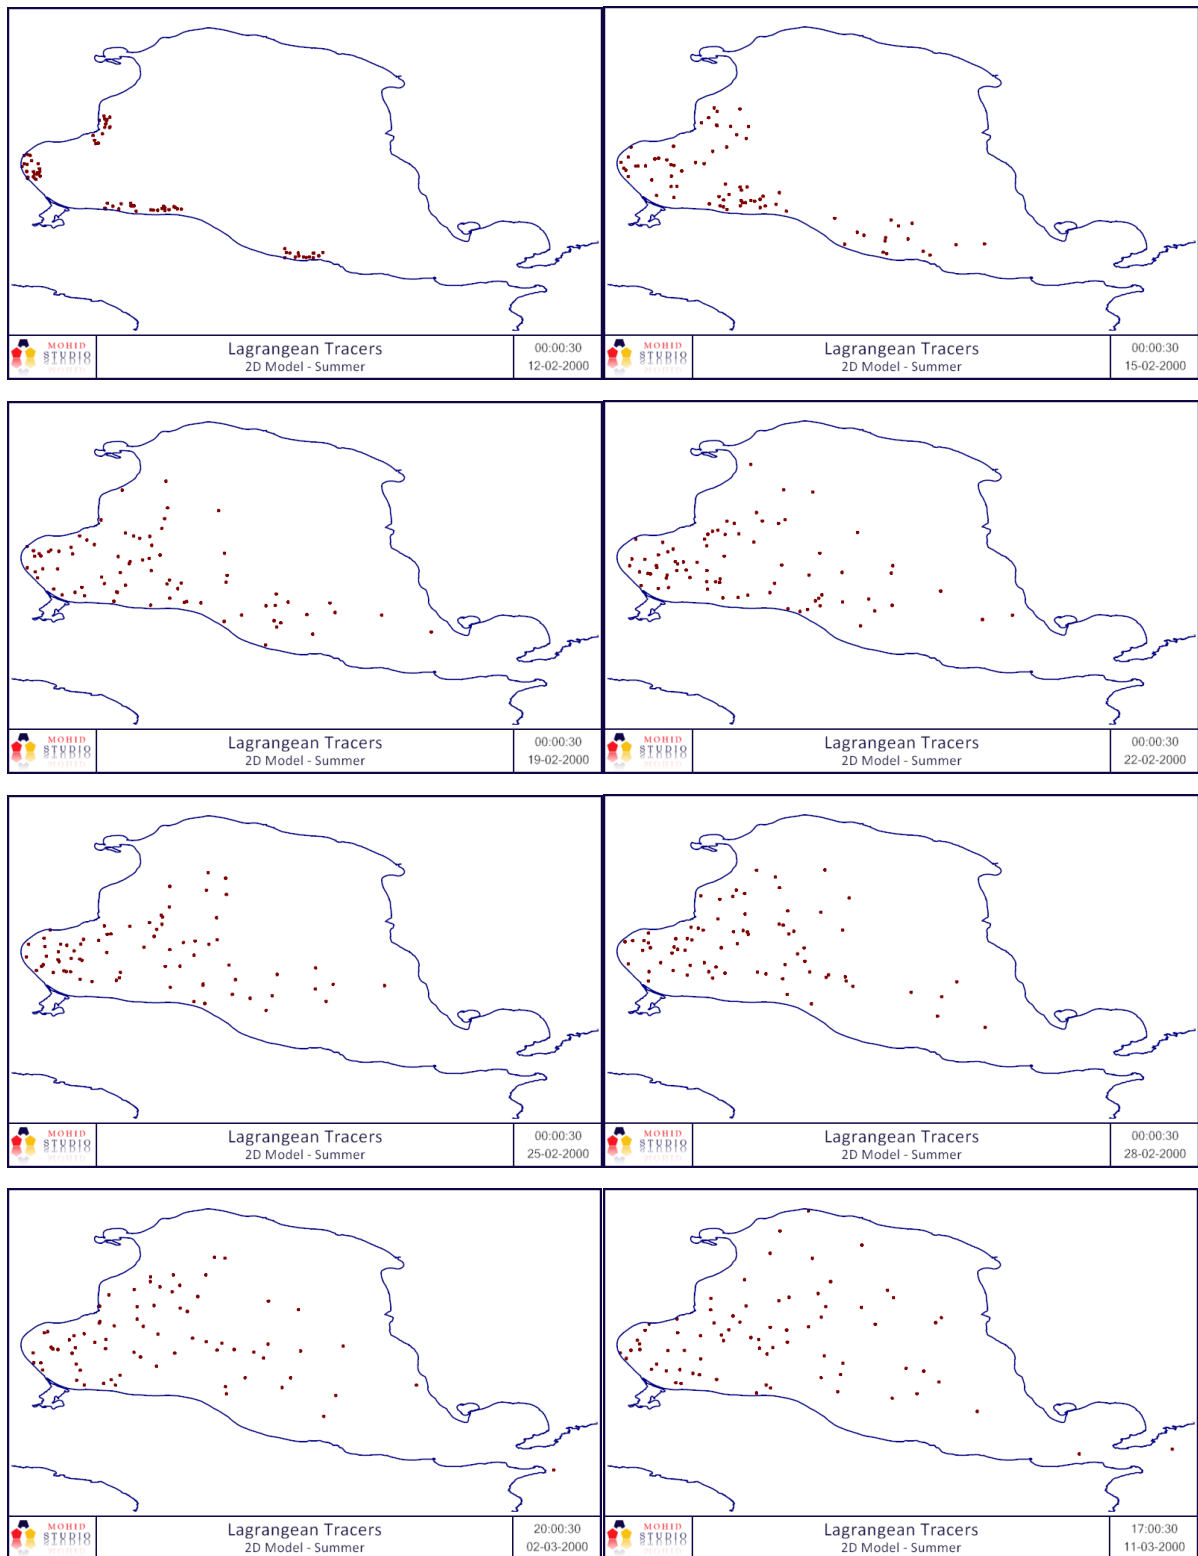 MOHID
STUDIO
Lagrangean Tracers
2D Model - Summer
00:00:30
12-02-2000
MOHID
STUDIO
Lagrangean Tracers
2D Model - Summer
00:00:30
15-02-2000
MOHID
STUDIO
Lagrangean Tracers
2D Model - Summer
00:00:30
19-02-2000
MOHID
STUDIO
Lagrangean Tracers
2D Model - Summer
00:00:30
22-02-2000
MOHID
STUDIO
Lagrangean Tracers
2D Model - Summer
00:00:30
25-02-2000
MOHID
STUDIO
Lagrangean Tracers
2D Model - Summer
00:00:30
28-02-2000
MOHID
STUDIO
Lagrangean Tracers
2D Model - Summer
20:00:30
02-03-2000
MOHID
STUDIO
Lagrangean Tracers
2D Model - Summer
17:00:30
11-03-2000